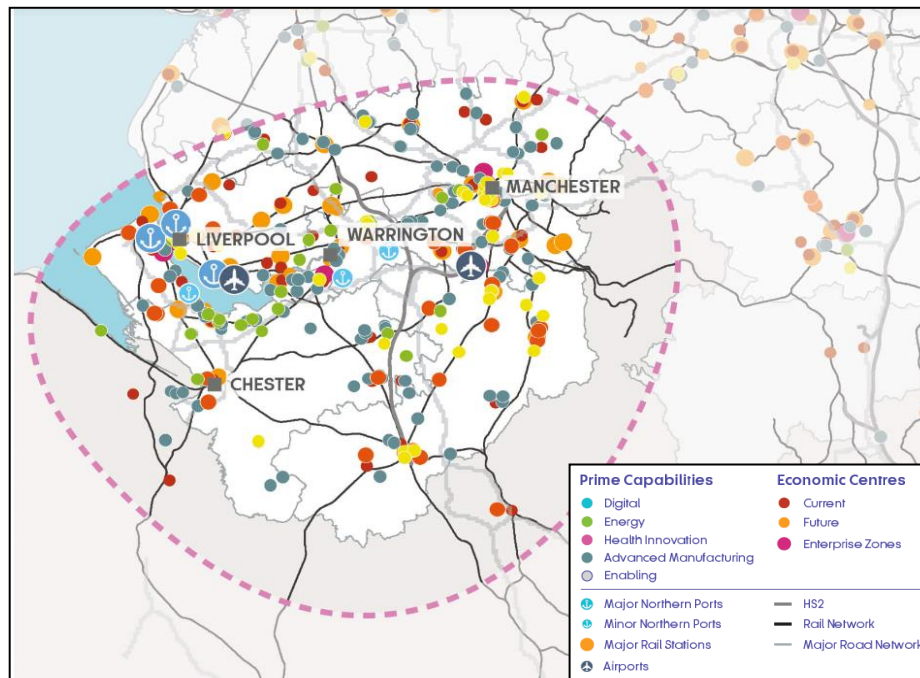 MANCHESTER
WARRINGTON
LIVERPOOL
CHESTER
Prime Capabilities
Digital
Energy
Health Innovation
Advanced Manufacturing
Enabling
Economic Centres
Current
Future
Enterprise Zones
Major Northern Ports
Minor Northern Ports
Major Rail Stations
Airports
HS2
Rail Network
Major Road Network